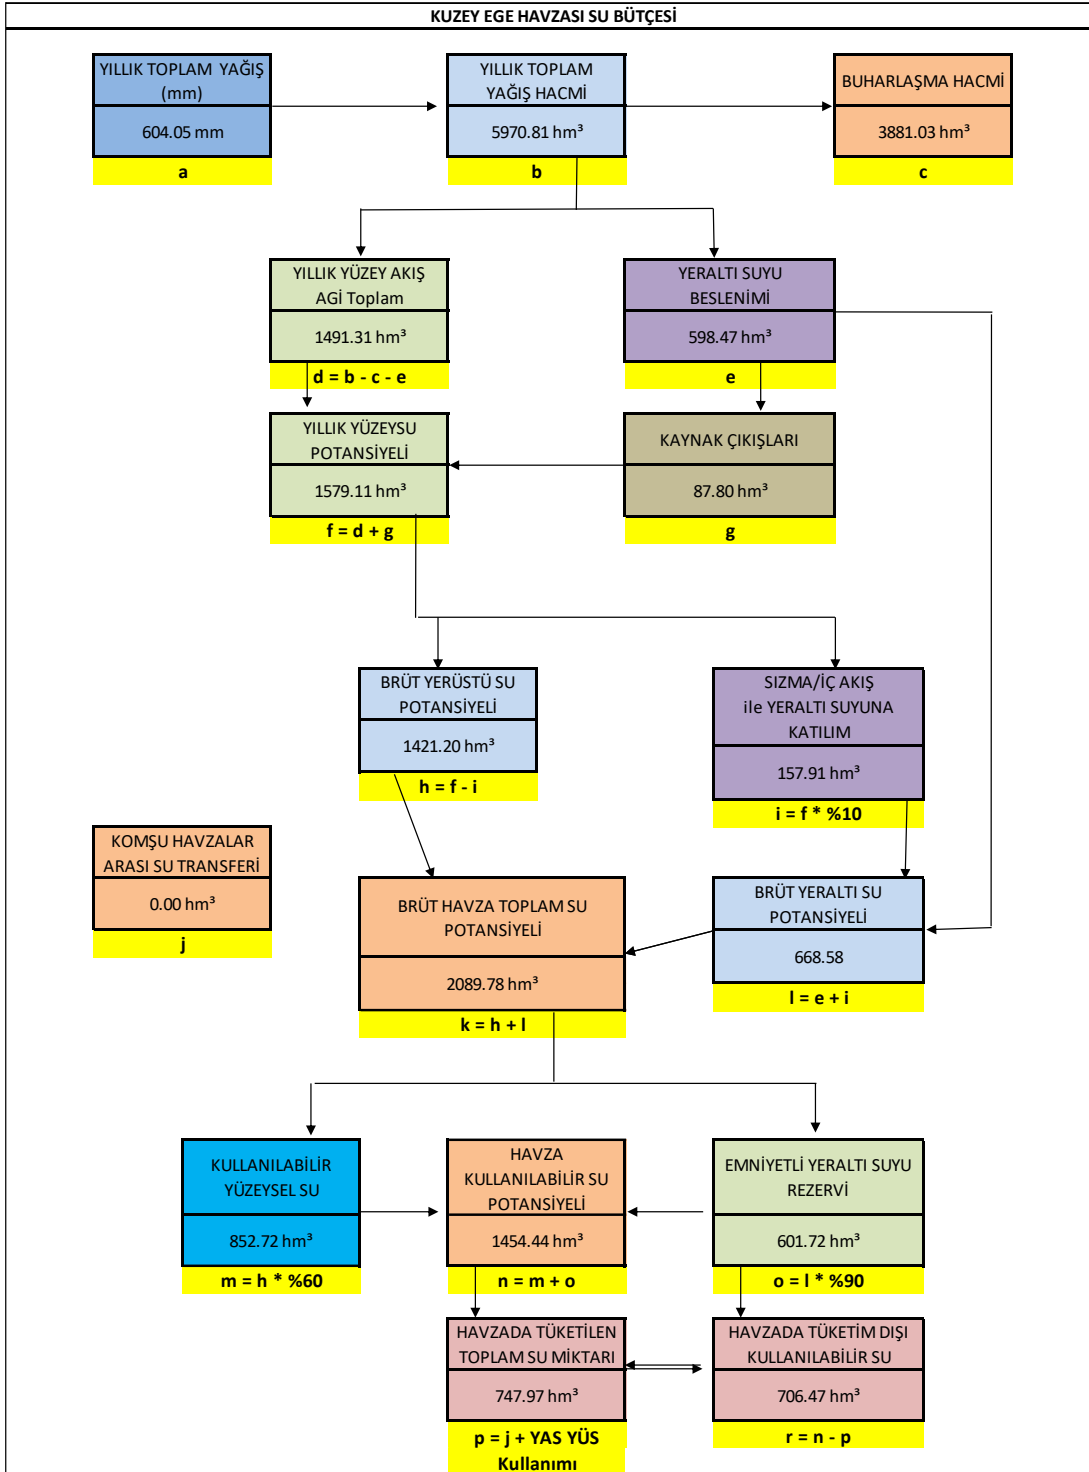 KUZEY EGE HAVZASI SU BÜTÇESİ
YILLIK TOPLAM YAĞIŞ
(mm)
604.05 mm
a
YILLIK TOPLAM
YAĞIŞ HACMİ
5970.81 hm³
b
BUHARLAŞMA HACMİ
3881.03 hm³
c
YILLIK YÜZEY AKIŞ
AGİ Toplam
1491.31 hm³
d = b - c - e
YERALTI SUYU
BESLENİMİ
598.47 hm³
e
YILLIK YÜZEYSU
POTANSİYELİ
1579.11 hm³
f = d + g
KAYNAK ÇIKIŞLARI
87.80 hm³
g
BRÜT YERÜSTÜ SU
POTANSİYELİ
1421.20 hm³
h = f - i
SIZMA/İÇ AKIŞ
ile YERALTI SUYUNA
KATILIM
157.91 hm³
i = f * %10
KOMŞU HAVZALAR
ARASI SU TRANSFERİ
0.00 hm³
j
BRÜT HAVZA TOPLAM SU
POTANSİYELİ
2089.78 hm³
k = h + l
BRÜT YERALTI SU
POTANSİYELİ
668.58
l = e + i
KULLANILABİLİR
YÜZEYSEL SU
852.72 hm³
m = h * %60
HAVZA
KULLANILABİLİR SU
POTANSİYELİ
1454.44 hm³
n = m + o
EMNİYETLİ YERALTI SUYU
REZERVİ
601.72 hm³
o = l * %90
HAVZADA TÜKETİLEN
TOPLAM SU MİKTARI
747.97 hm³
p = j + YAS YÜS
Kullanımı
HAVZADA TÜKETİM DIŞI
KULLANILABİLİR SU
706.47 hm³
r = n - p